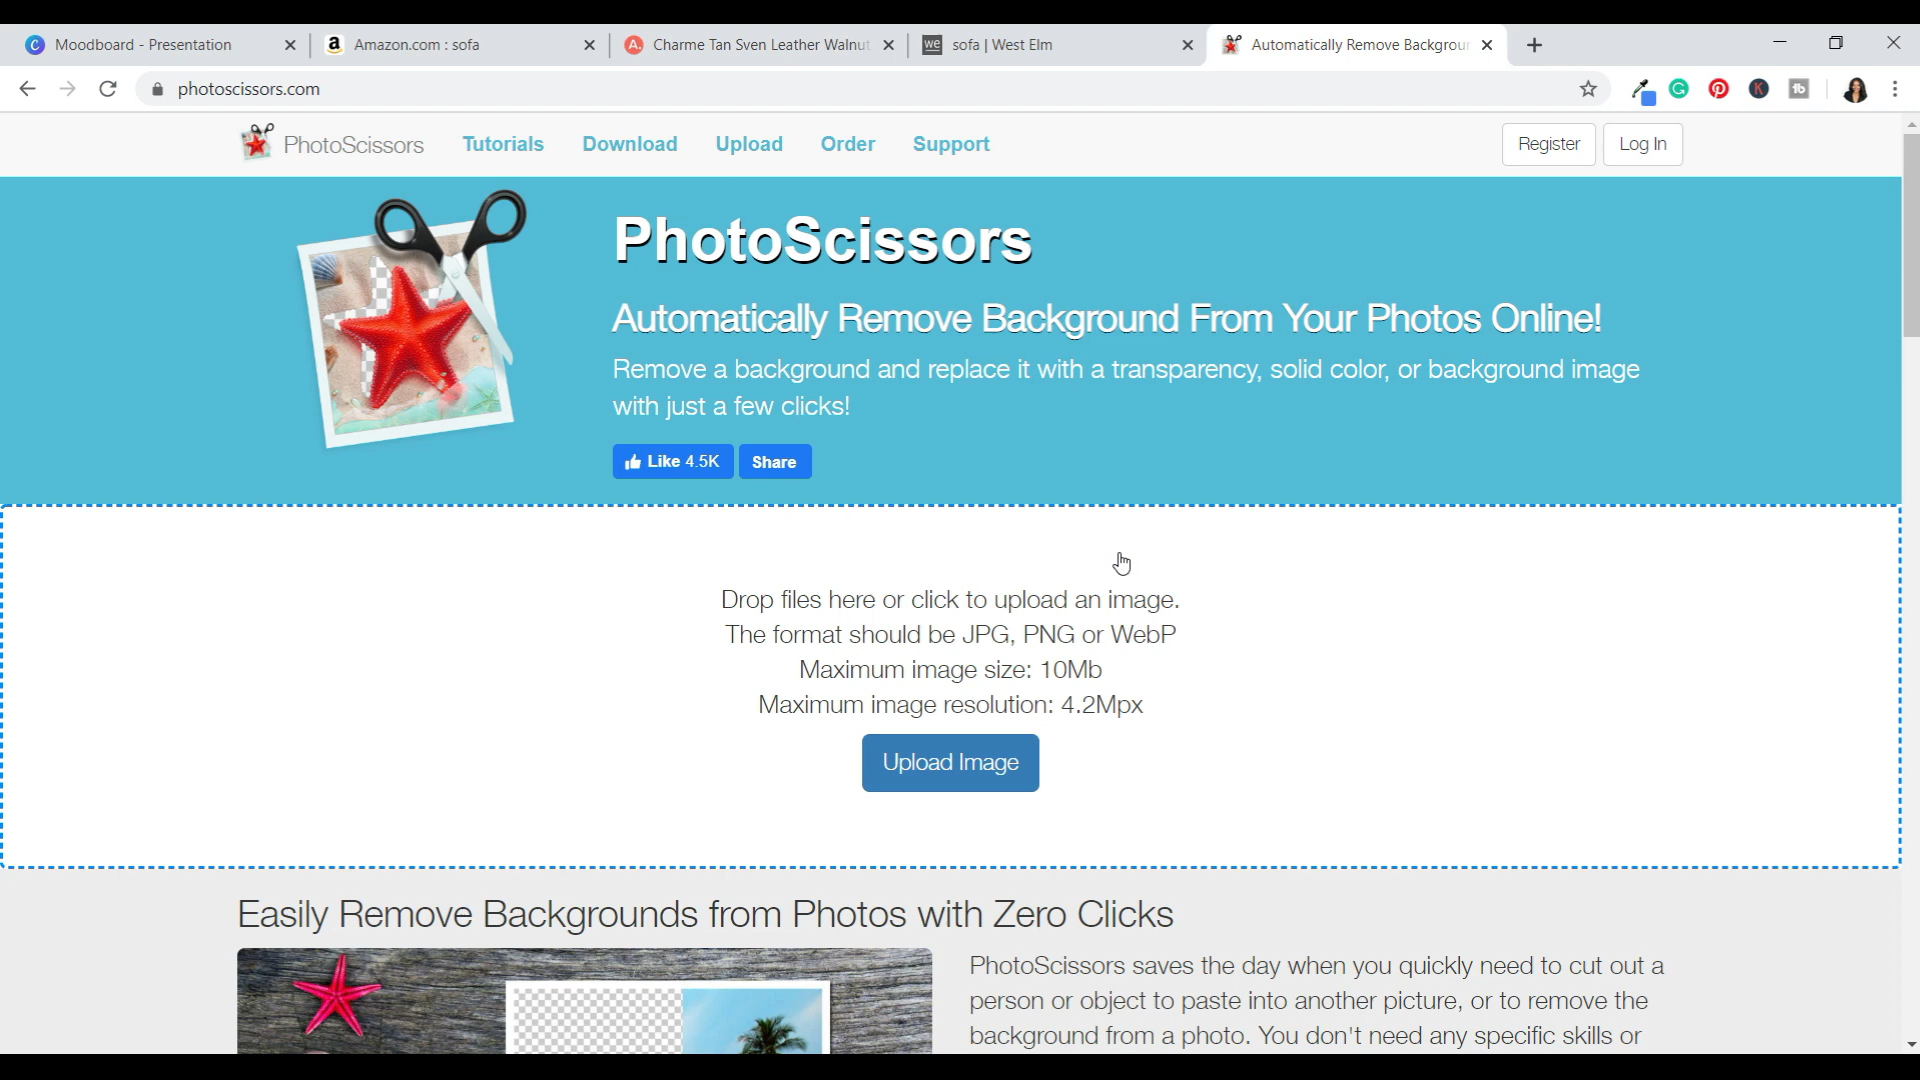 Moodboard - Presentation
Amazon.com : sofa
Charme Tan Sven Leather Walnut
sofa | West Elm
Automatically Remove Backgrou
photoscissors.com
PhotoScissors
Tutorials
Download
Upload
Order
Support
Register
Log In
PhotoScissors
Automatically Remove Background From Your Photos Online!
Remove a background and replace it with a transparency, solid color, or background image
with just a few clicks!
Like 4.5K
Share
Drop files here or click to upload an image.
The format should be JPG, PNG or WebP
Maximum image size: 10Mb
Maximum image resolution: 4.2Mpx
Upload Image
Easily Remove Backgrounds from Photos with Zero Clicks
PhotoScissors saves the day when you quickly need to cut out a
person or object to paste into another picture, or to remove the
background from a photo. You don't need any specific skills or